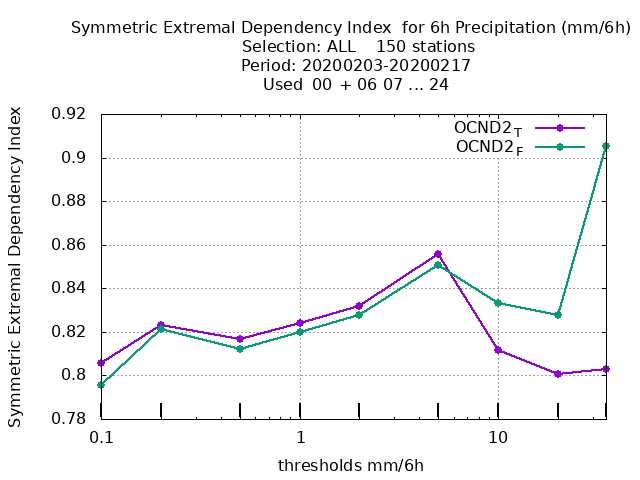 Symmetric Extremal Dependency Index  for 6h Precipitation (mm/6h)
Selection: ALL    150 stations
Period: 20200203-20200217
Used  00 + 06 07 ... 24
Symmetric Extremal Dependency Index
0.92
0.9
0.88
0.86
0.84
0.82
0.8
0.78
OCND2T
OCND2F
0.1
1
10
thresholds mm/6h